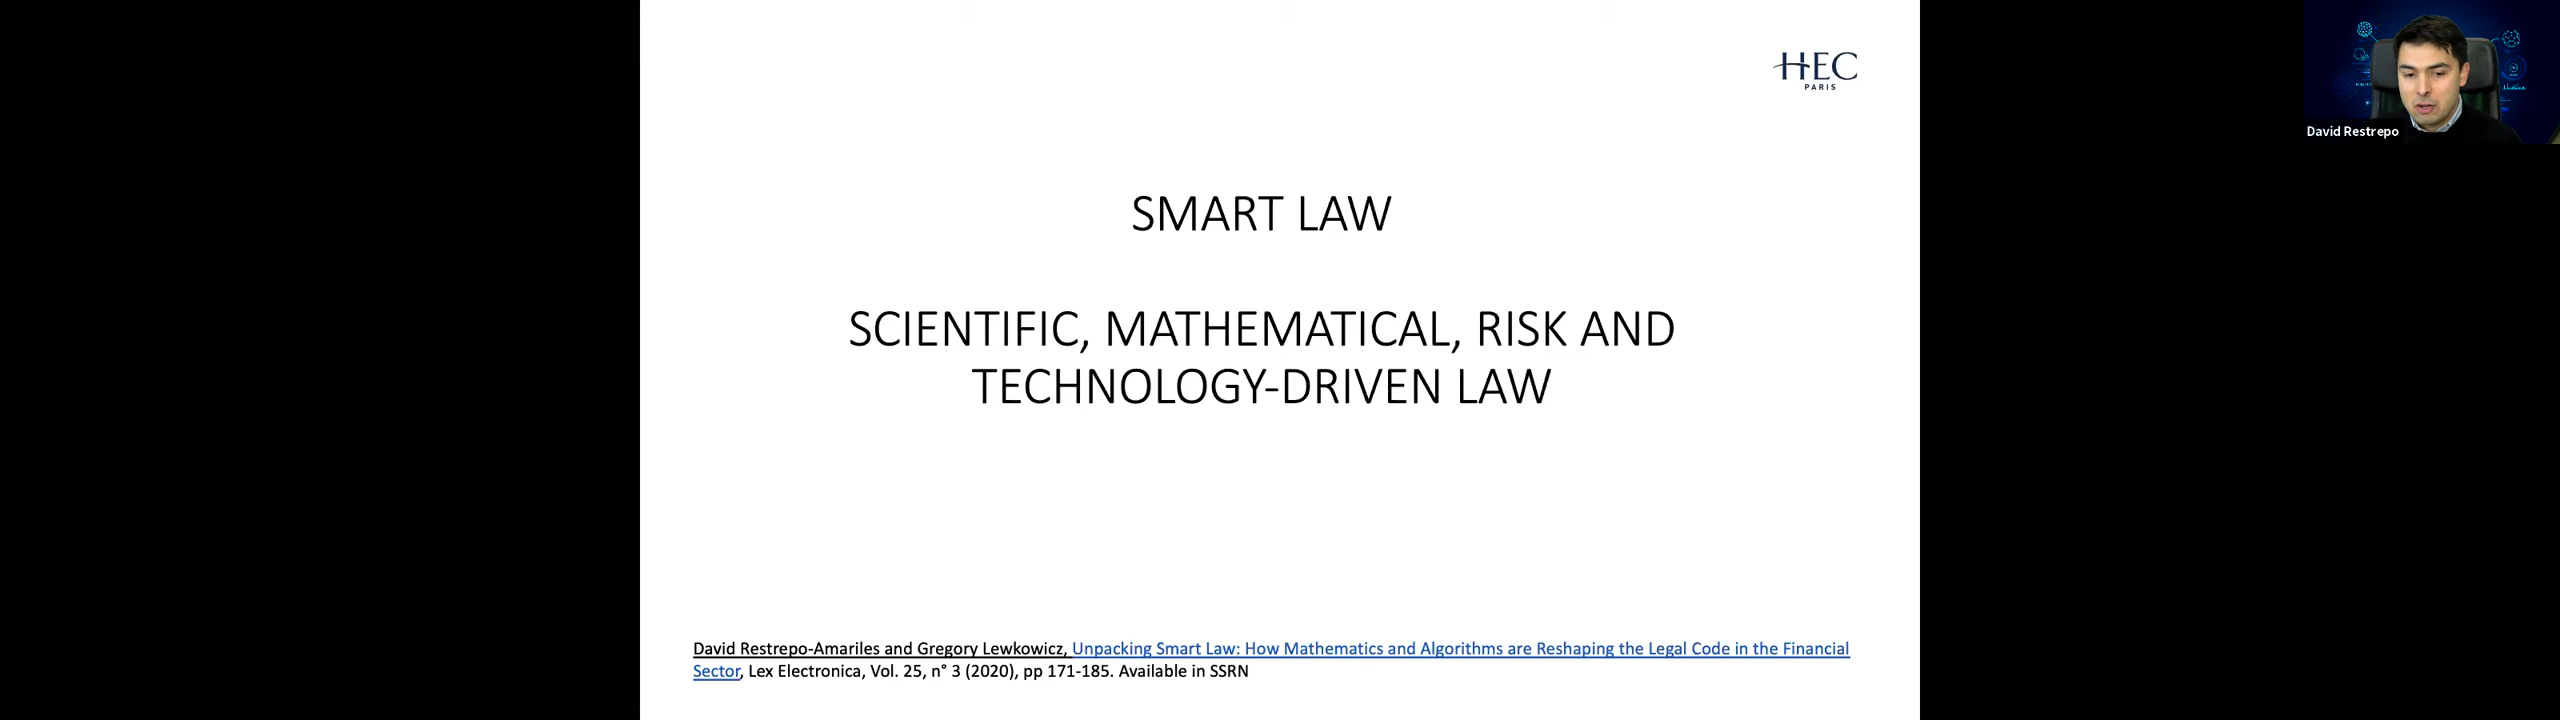 HEC
PARIS
David Restrepo
SMART LAW
SCIENTIFIC, MATHEMATICAL, RISK AND
TECHNOLOGY-DRIVEN LAW
David Restrepo-Amariles and Gregory Lewkowicz, Unpacking Smart Law: How Mathematics and Algorithms are Reshaping the Legal Code in the Financial
Sector, Lex Electronica, Vol. 25, n° 3 (2020), pp 171-185. Available in SSRN